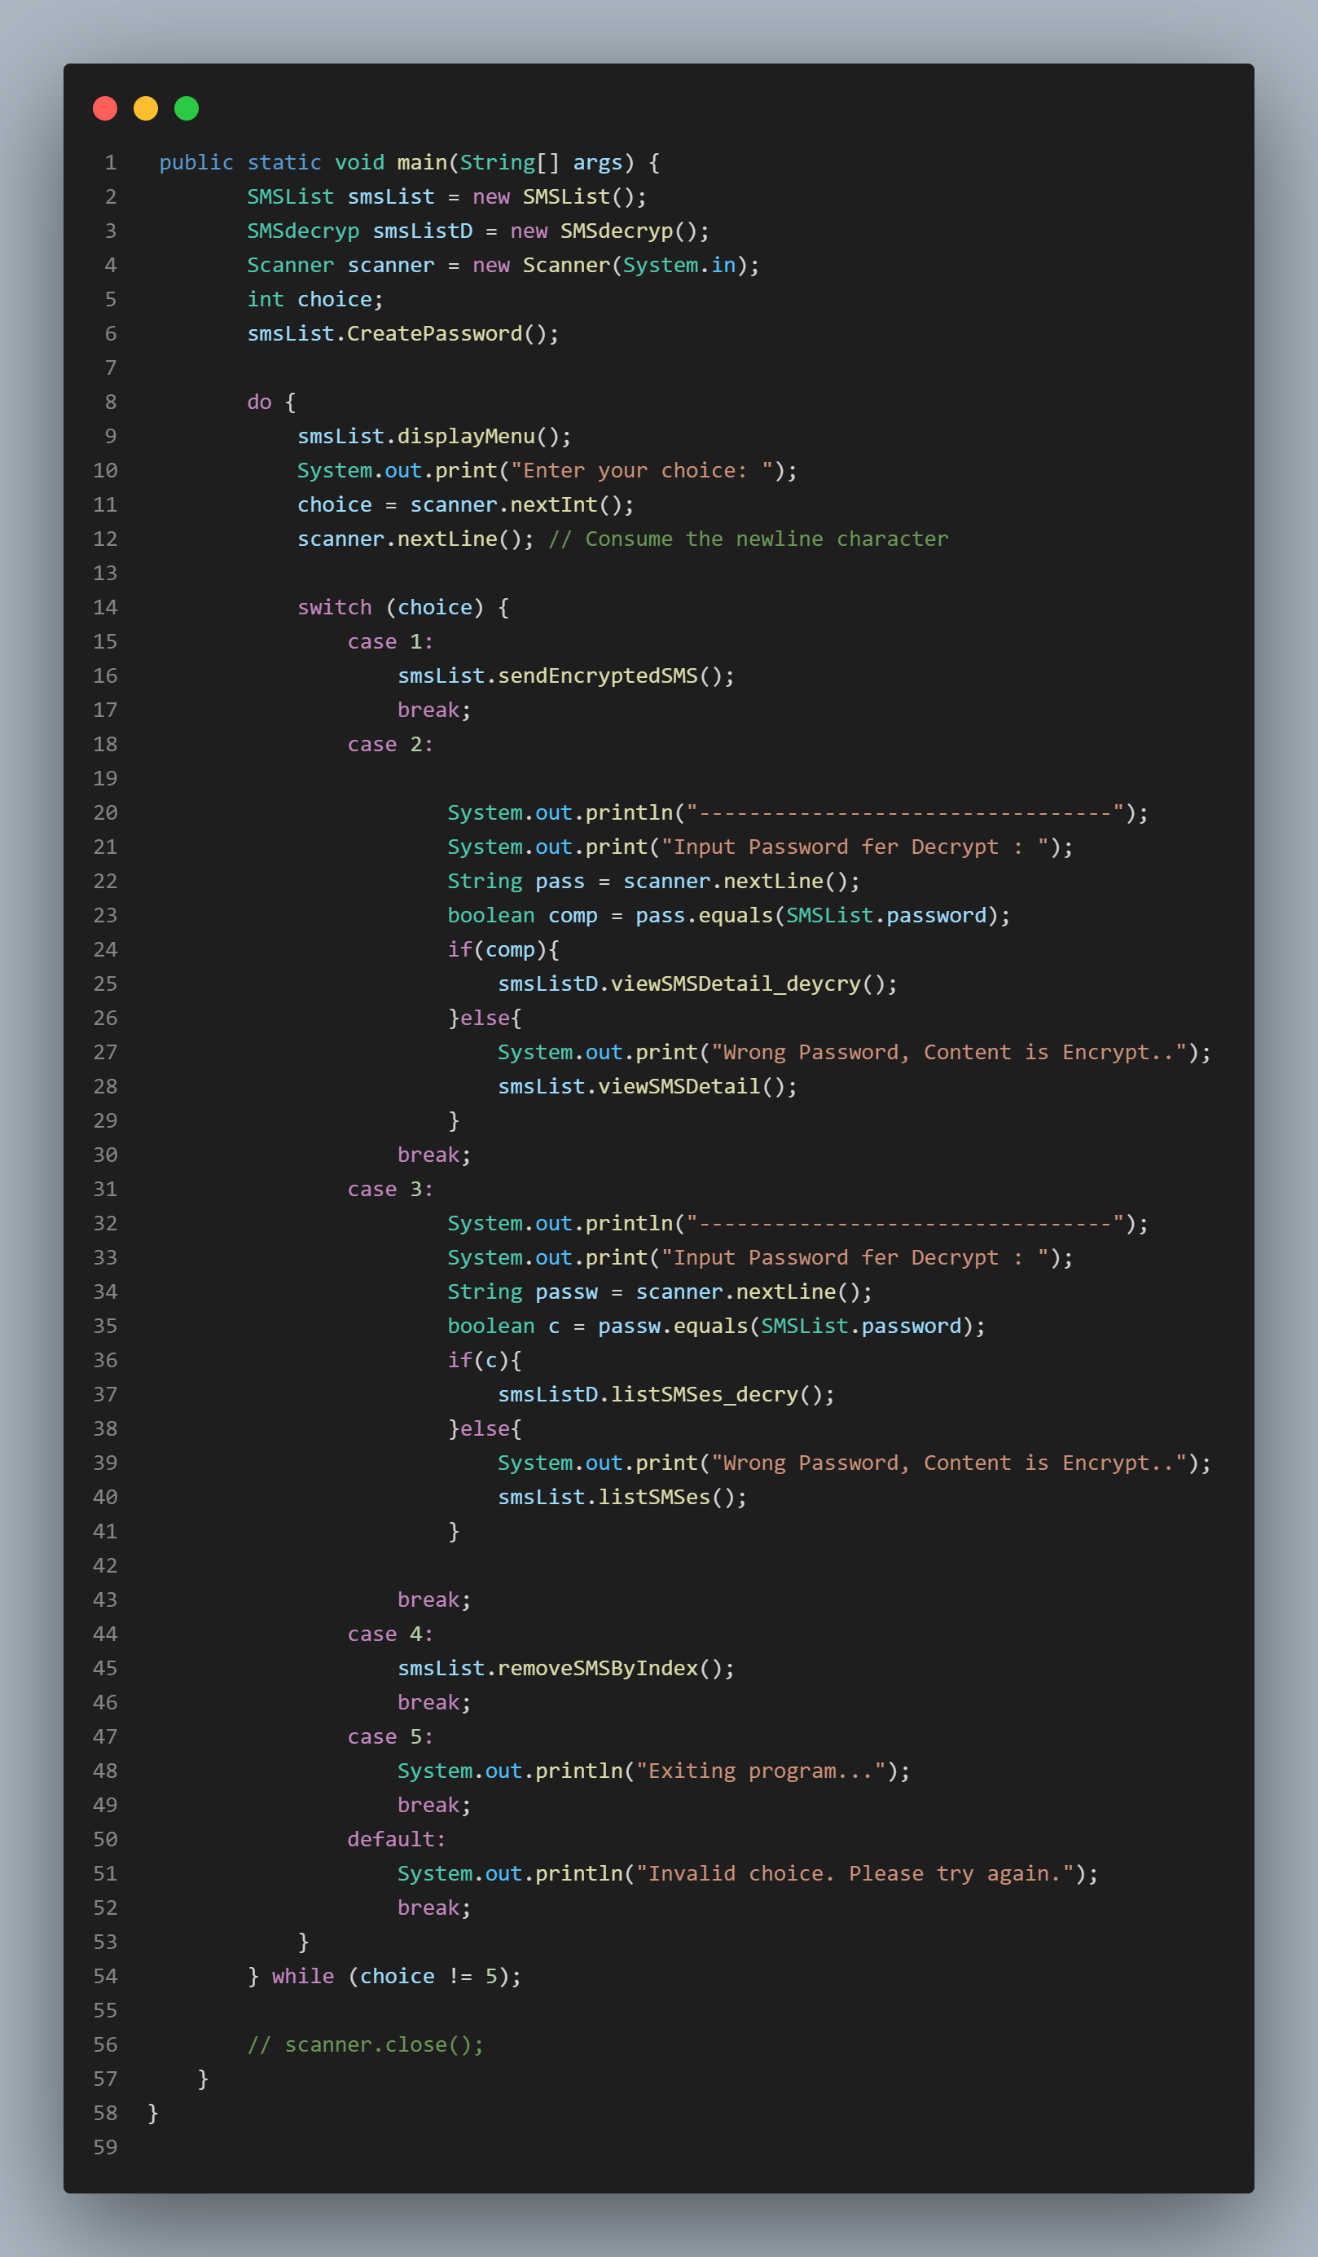 1 public static void main(String[] args) {
2 SMSList smsList = new SMSList();
3 SMSdecryp smsListD = new SMSdecryp();
4 Scanner scanner = new Scanner(System.in);
5 int choice;
6 smsList.CreatePassword();
7
8 do {
9 smsList.displayMenu();
10 System.out.print("Enter your choice: ");
11 choice = scanner.nextInt();
12 scanner.nextLine(); // Consume the newline character
13
14 switch (choice) {
15 case 1:
16 smsList.sendEncryptedSMS();
17 break;
18 case 2:
19
20 System.out.println("---------------------------------");
21 System.out.print("Input Password fer Decrypt : ");
22 String pass = scanner.nextLine();
23 boolean comp = pass.equals(SMSList.password);
24 if(comp){
25 smsListD.viewSMSDetail_deycry();
26 }else{
27 System.out.print("Wrong Password, Content is Encrypt..");
28 smsList.viewSMSDetail();
29 }
30 break;
31 case 3:
32 System.out.println("---------------------------------");
33 System.out.print("Input Password fer Decrypt : ");
34 String passw = scanner.nextLine();
35 boolean c = passw.equals(SMSList.password);
36 if(c){
37 smsListD.listSMSes_decry();
38 }else{
39 System.out.print("Wrong Password, Content is Encrypt..");
40 smsList.listSMSes();
41 }
42
43 break;
44 case 4:
45 smsList.removeSMSByIndex();
46 break;
47 case 5:
48 System.out.println("Exiting program...");
49 break;
50 default:
51 System.out.println("Invalid choice. Please try again.");
52 break;
53 }
54 } while (choice != 5);
55
56 // scanner.close();
57 }
58 }
59